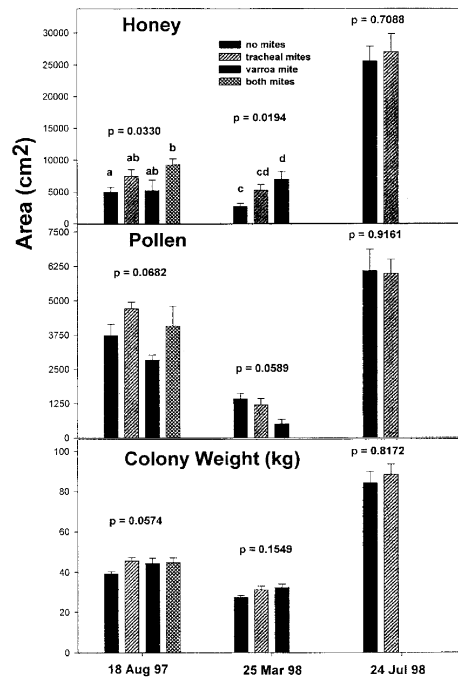 Honey
p = 0.7088
no mites
tracheal mites
varroa mite
both mites
p = 0.0330
p = 0.0194
a ab ab b
c cd d
30000
25000
20000
15000
10000
5000
0
Area (cm2)
Pollen
p = 0.9161
p = 0.0682
p = 0.0589
7500
6250
5000
3750
2500
1250
0
Colony Weight (kg)
p = 0.8172
p = 0.0574
p = 0.1549
100
80
60
40
20
0
18 Aug 97 25 Mar 98 24 Jul 98